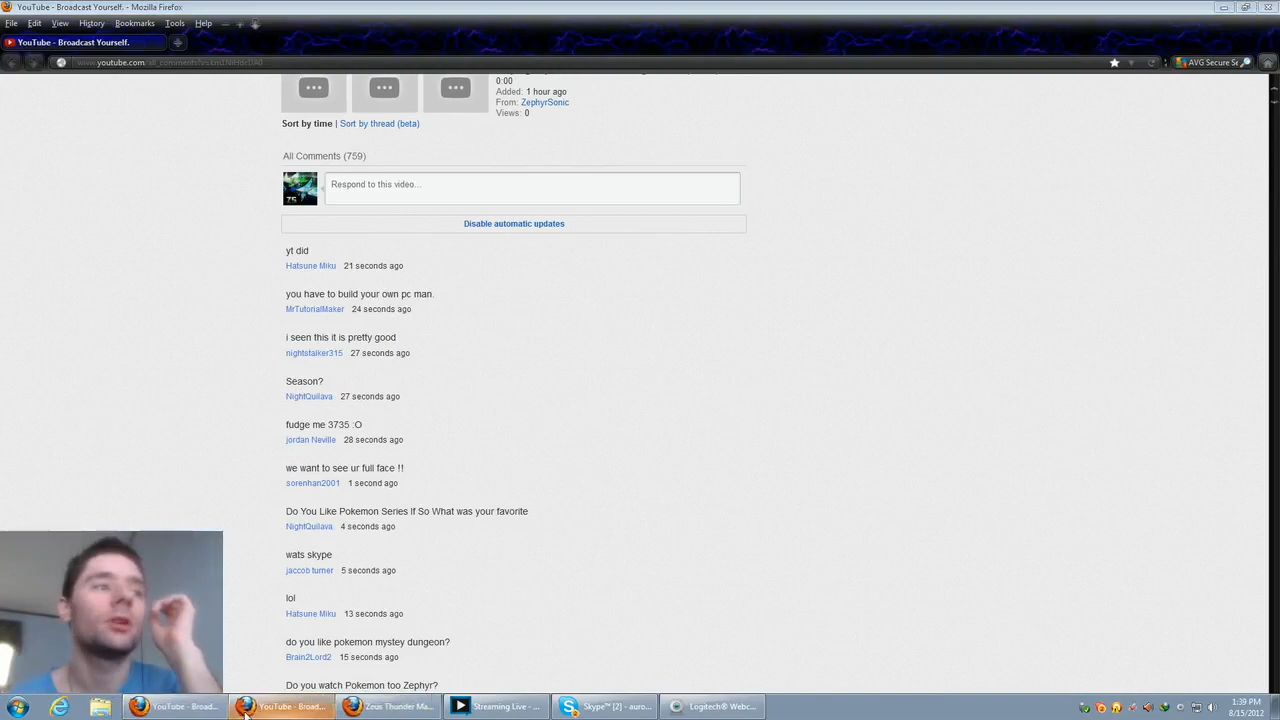 YouTube - Broadcast Yourself. - Mozilla Firefox
File Edit View History Bookmarks Tools Help
YouTube - Broadcast Yourself.
AVG Secure Se
0:00
Added: 1 hour ago
From: ZephyrSonic
Views: 0
Sort by time | Sort by thread (beta)
All Comments (759)
Respond to this video...
Disable automatic updates
yt did
Hatsune Miku 21 seconds ago
you have to build your own pc man.
MrTutorialMaker 24 seconds ago
i seen this it is pretty good
nightstalker315 27 seconds ago
Season?
NightQuilava 27 seconds ago
fudge me 3735 :O
jordan Neville 28 seconds ago
we want to see ur full face !!
sorenhan2001 1 second ago
Do You Like Pokemon Series If So What was your favorite
NightQuilava 4 seconds ago
wats skype
jaccob turner 5 seconds ago
lol
Hatsune Miku 13 seconds ago
do you like pokemon mystey dungeon?
Brain2Lord2 15 seconds ago
Do you watch Pokemon too Zephyr?
YouTube - Broad... YouTube - Broad... Zeus Thunder Ma... Streaming Live - ... Skype™ [2] - auro... Logitech® Webc...
1:39 PM
8/15/2012